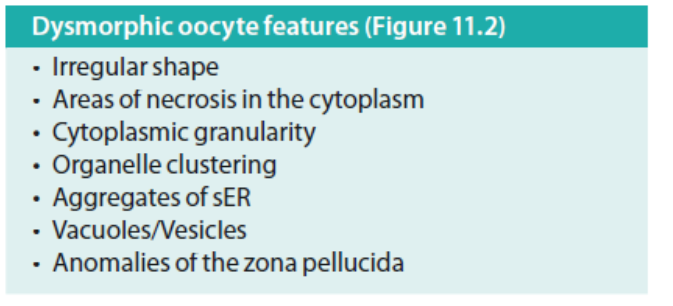 Dysmorphic oocyte features (Figure 11.2)
• Irregular shape
• Areas of necrosis in the cytoplasm
• Cytoplasmic granularity
• Organelle clustering
• Aggregates of sER
• Vacuoles/Vesicles
• Anomalies of the zona pellucida